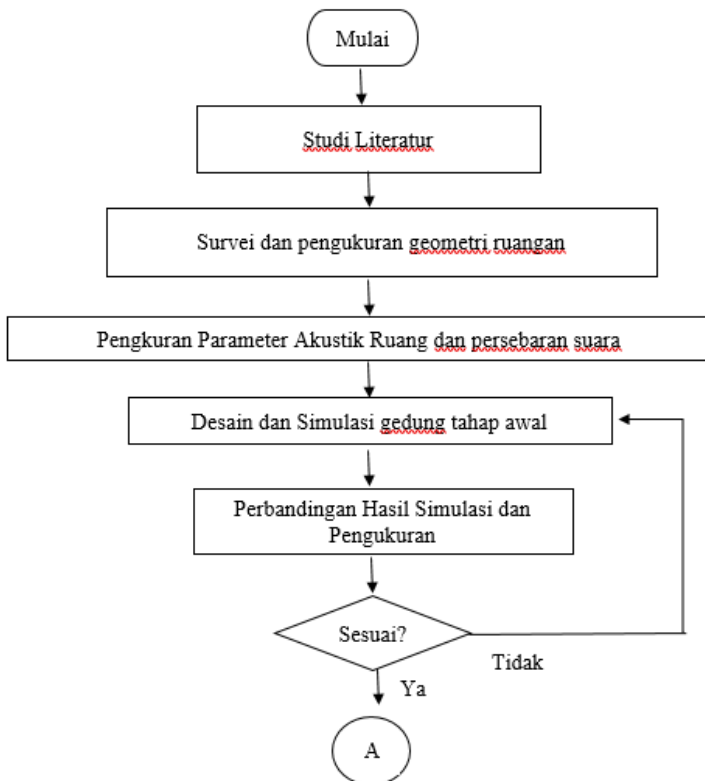 Mulai
Studi Literatur
Survei dan pengukuran geometri ruangan
Pengkuran Parameter Akustik Ruang dan persebaran suara
Desain dan Simulasi gedung tahap awal
Perbandingan Hasil Simulasi dan
Pengukuran
Sesuai?
Tidak
Ya
A